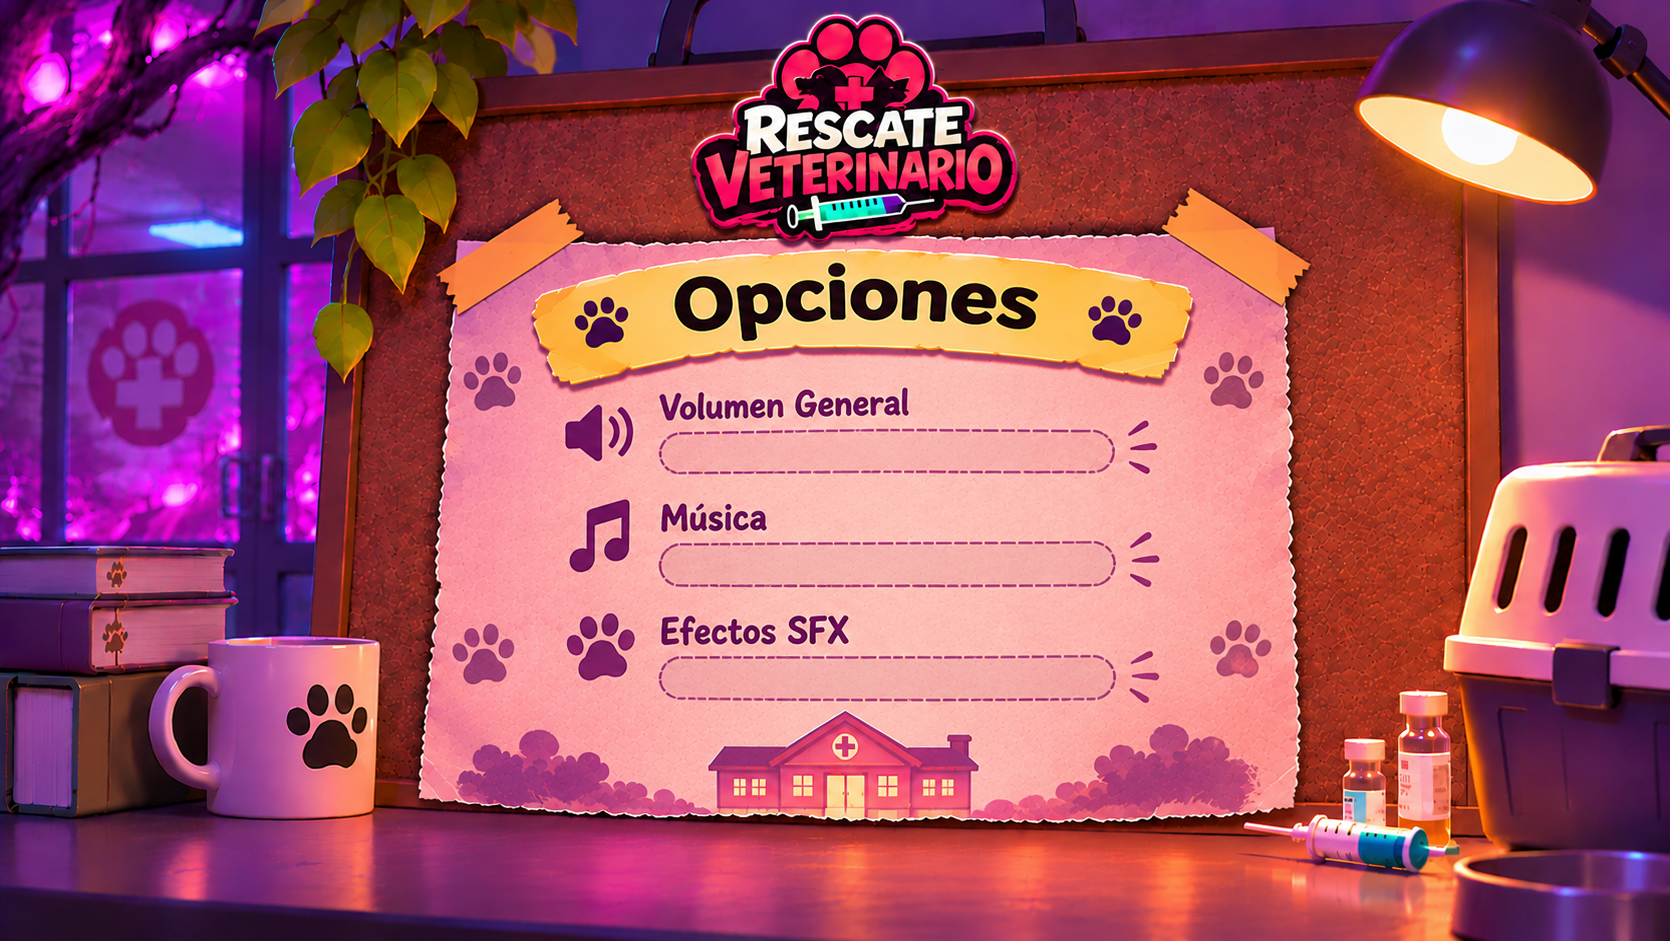 RESCATE
VETERINARIO
Opciones
Volumen General
Música
Efectos SFX